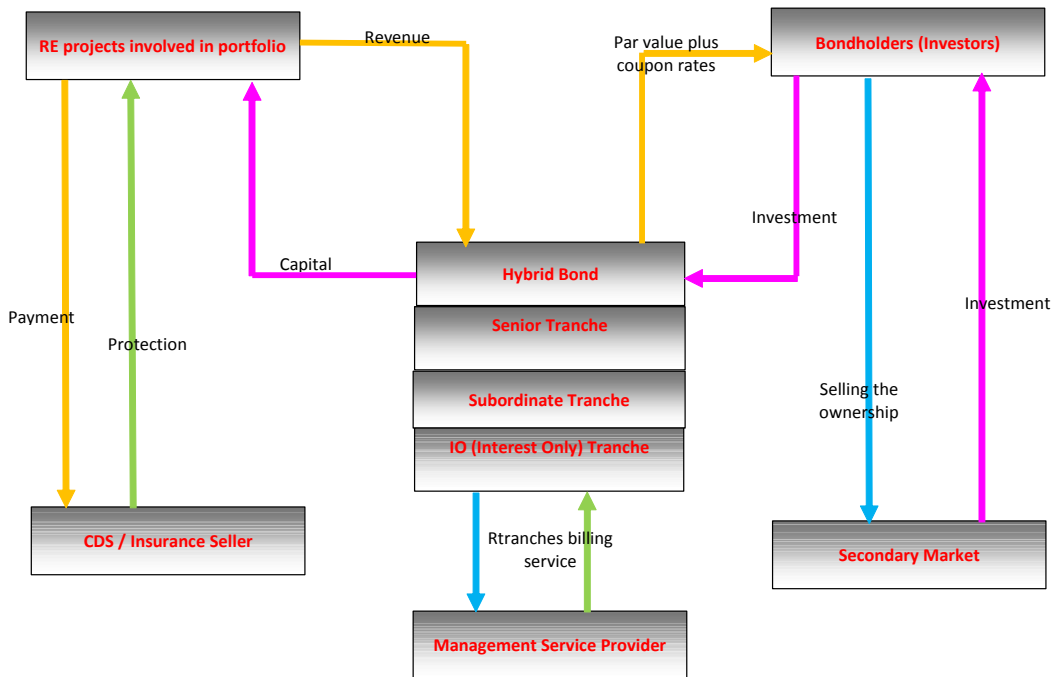 RE projects involved in portfolio
Revenue
Par value plus
coupon rates
Bondholders (Investors)
Investment
Capital
Hybrid Bond
Senior Tranche
Subordinate Tranche
IO (Interest Only) Tranche
Payment
Protection
Investment
Selling the
ownership
CDS / Insurance Seller
Rtranches billing
service
Secondary Market
Management Service Provider